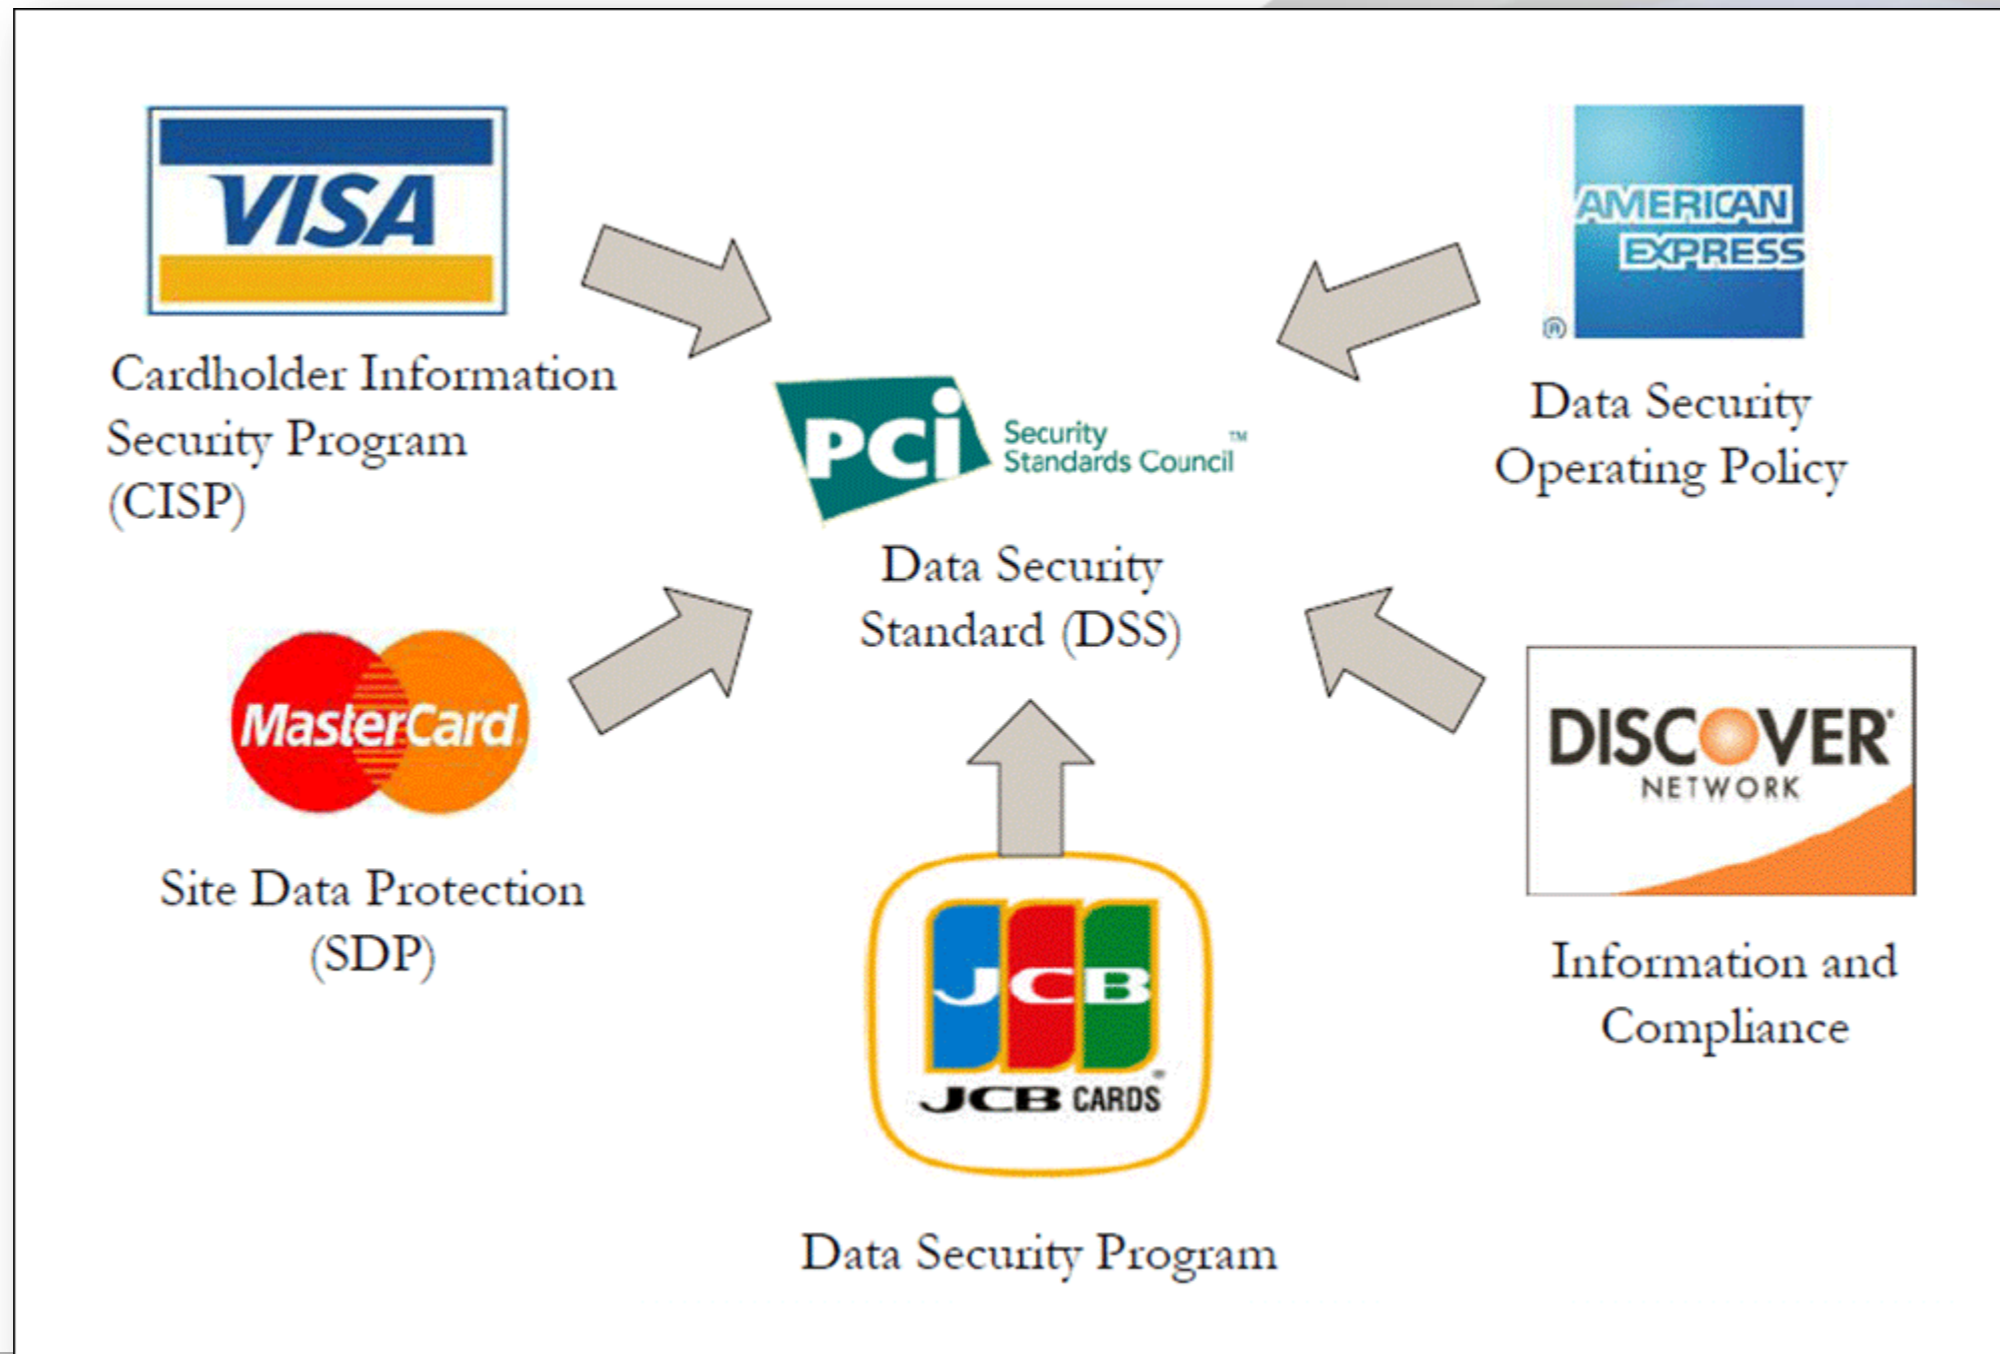 VISA
Cardholder Information
Security Program
(CISP)
AMERICAN
EXPRESS
®
Data Security
Operating Policy
PCi
Security
Standards Council™
Data Security
Standard (DSS)
MasterCard
Site Data Protection
(SDP)
DISCOVER®
NETWORK
Information and
Compliance
JCB
JCB CARDS®
Data Security Program